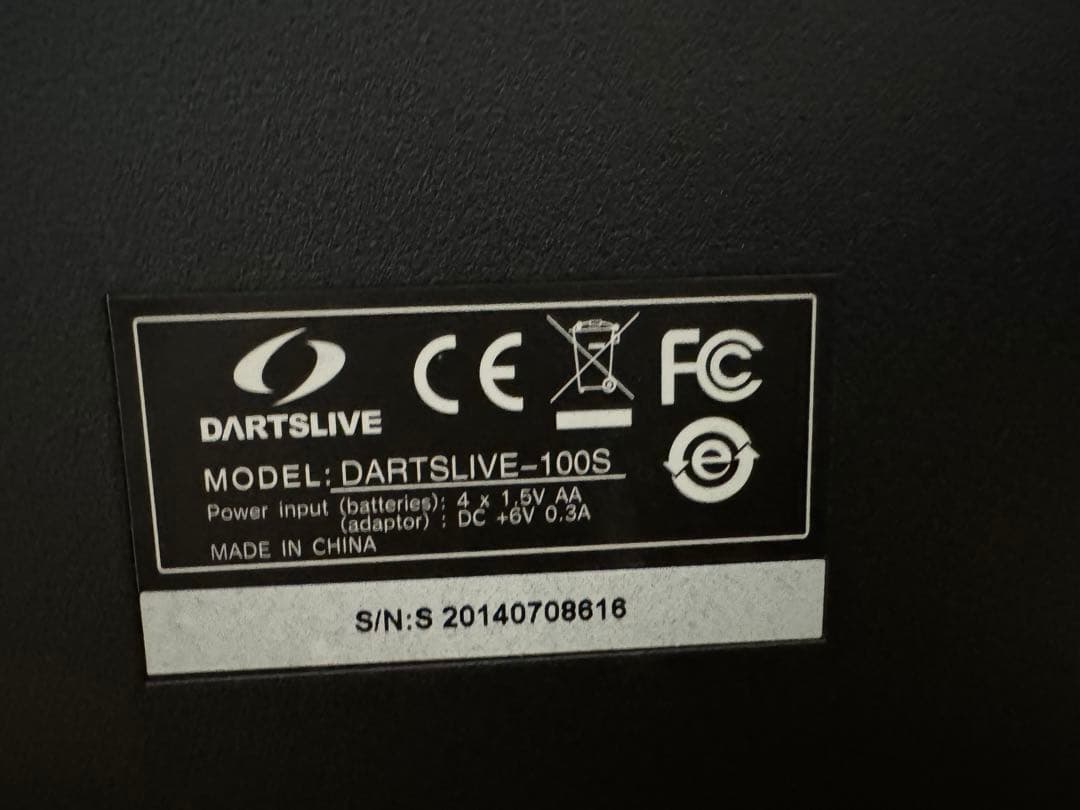 DARTSLIVE
CE
FC
e
MODEL: DARTSLIVE-100S
Power input (batteries): 4 x 1.5V AA
(adaptor) : DC +6V 0.3A
MADE IN CHINA
S/N:S 20140708616